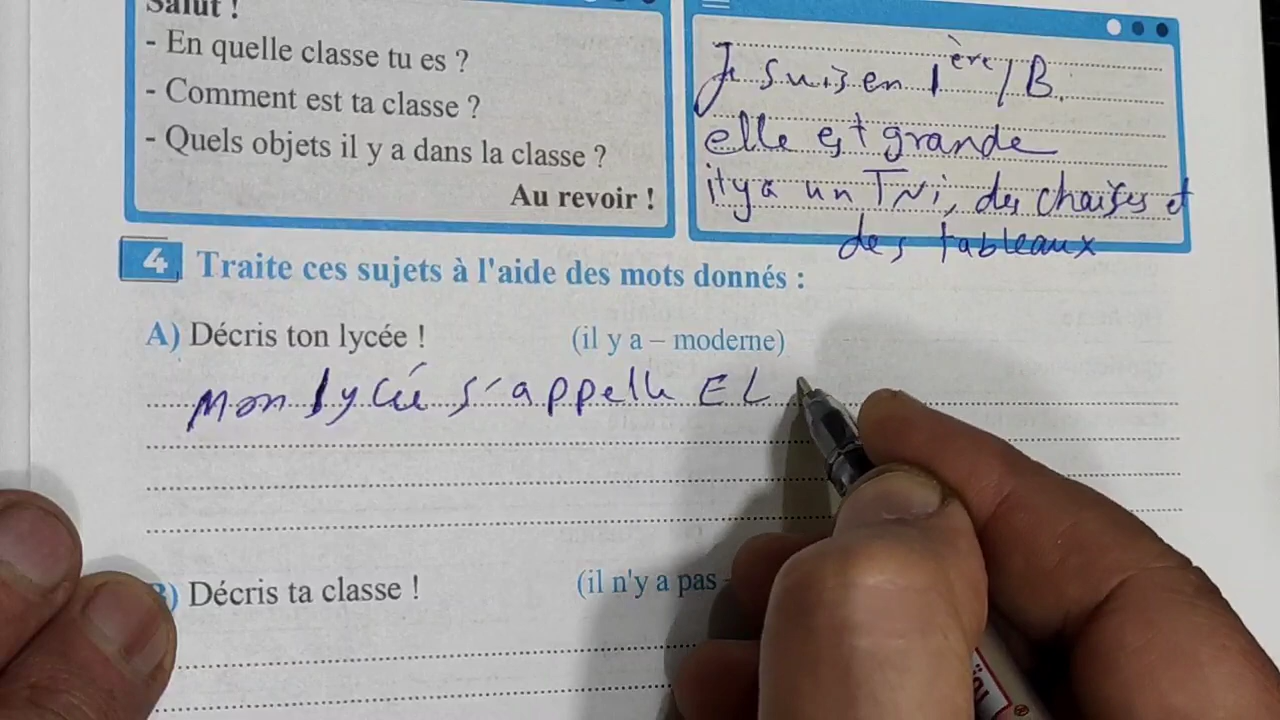 Salut !
- En quelle classe tu es ?
- Comment est ta classe ?
- Quels objets il y a dans la classe ?
Au revoir !
Je suis en 1ère/B.
elle est grande
il y a un TNi, des chaises et
des tableaux
4 Traite ces sujets à l'aide des mots donnés :
A) Décris ton lycée ! (il y a – moderne)
Mon lycée s'appelle EL
B) Décris ta classe ! (il n'y a pas -